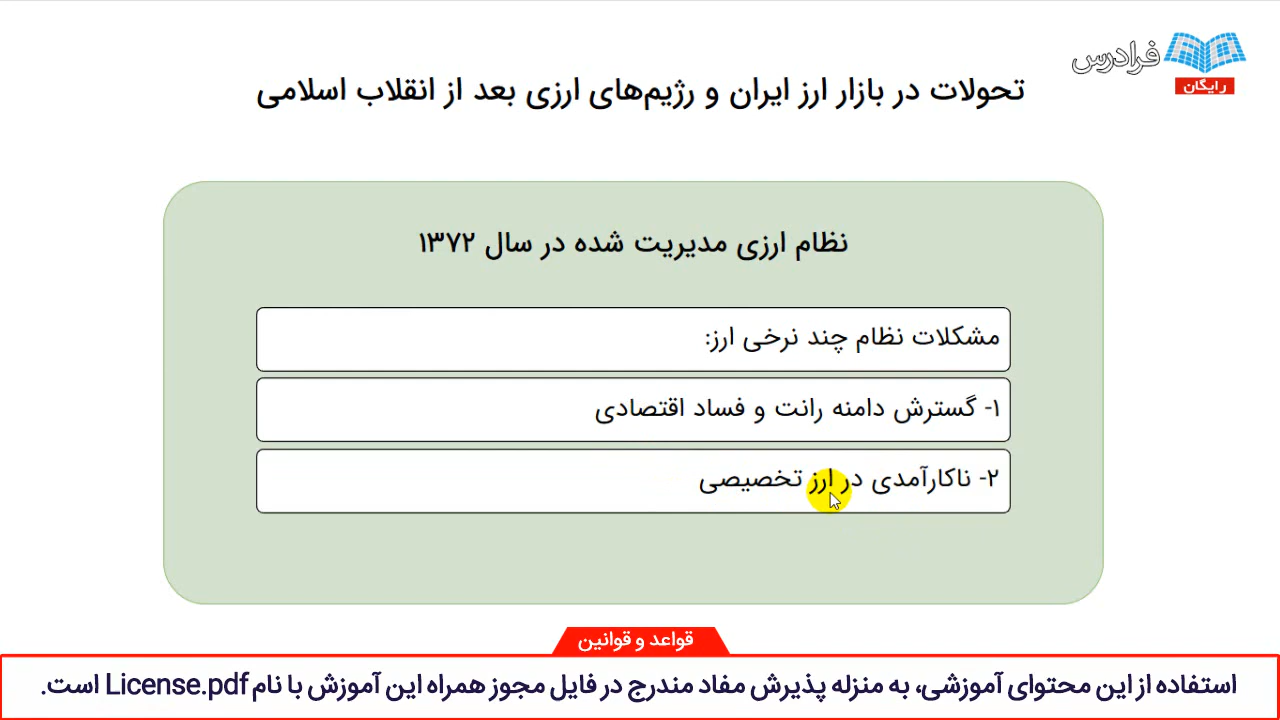 فرادرس
رایگان
تحولات در بازار ارز ایران و رژیم‌های ارزی بعد از انقلاب اسلامی
نظام ارزی مدیریت شده در سال ۱۳۷۲
مشکلات نظام چند نرخی ارز:
۱- گسترش دامنه رانت و فساد اقتصادی
۲- ناکارآمدی در ارز تخصیصی
قواعد و قوانین
استفاده از این محتوای آموزشی، به منزله پذیرش مفاد مندرج در فایل مجوز همراه این آموزش با نام License.pdf است.